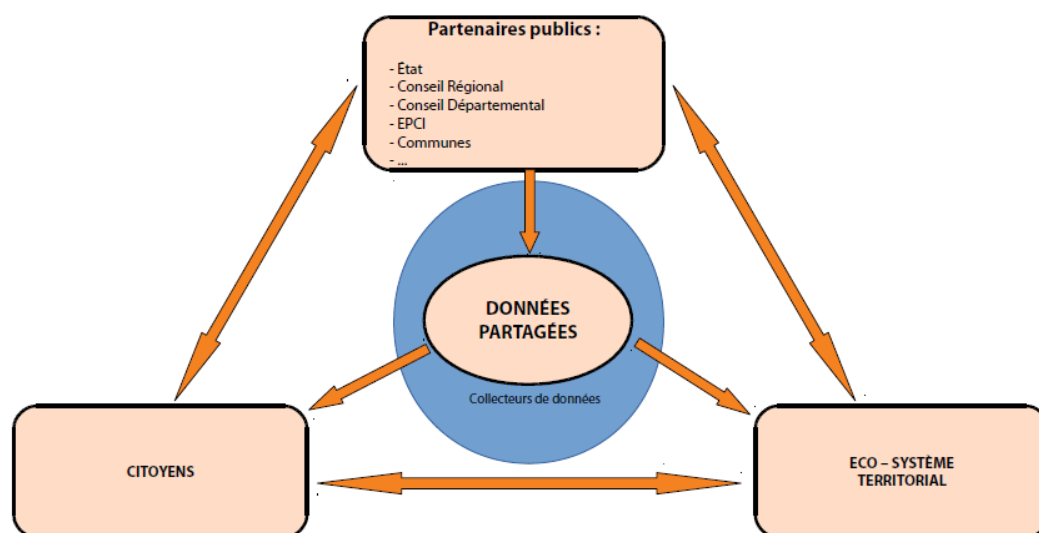 Partenaires publics :
- État
- Conseil Régional
- Conseil Départemental
- EPCI
- Communes
- ...
DONNÉES
PARTAGÉES
Collecteurs de données
CITOYENS
ECO – SYSTÈME
TERRITORIAL